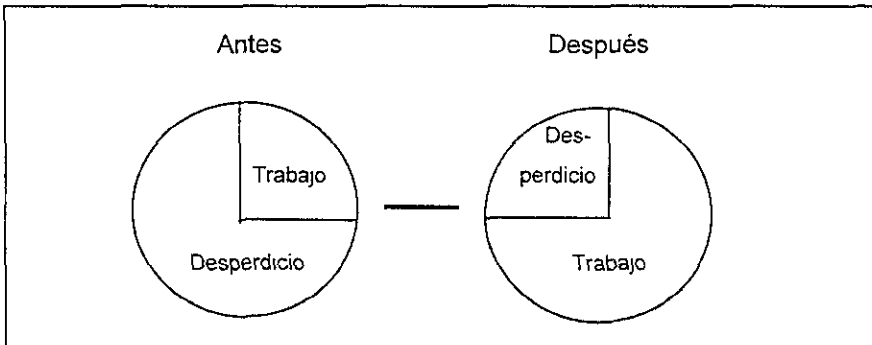 Antes
Después
Trabajo
Desperdicio
Des-
perdicio
Trabajo